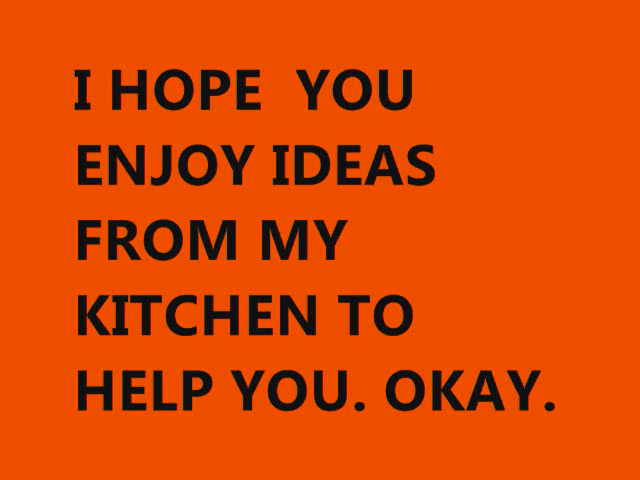 I HOPE  YOU
ENJOY IDEAS
FROM MY
KITCHEN TO
HELP YOU. OKAY.